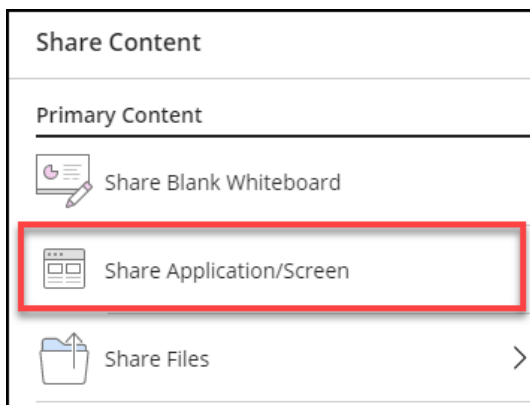 Share Content
Primary Content
Share Blank Whiteboard
Share Application/Screen
Share Files